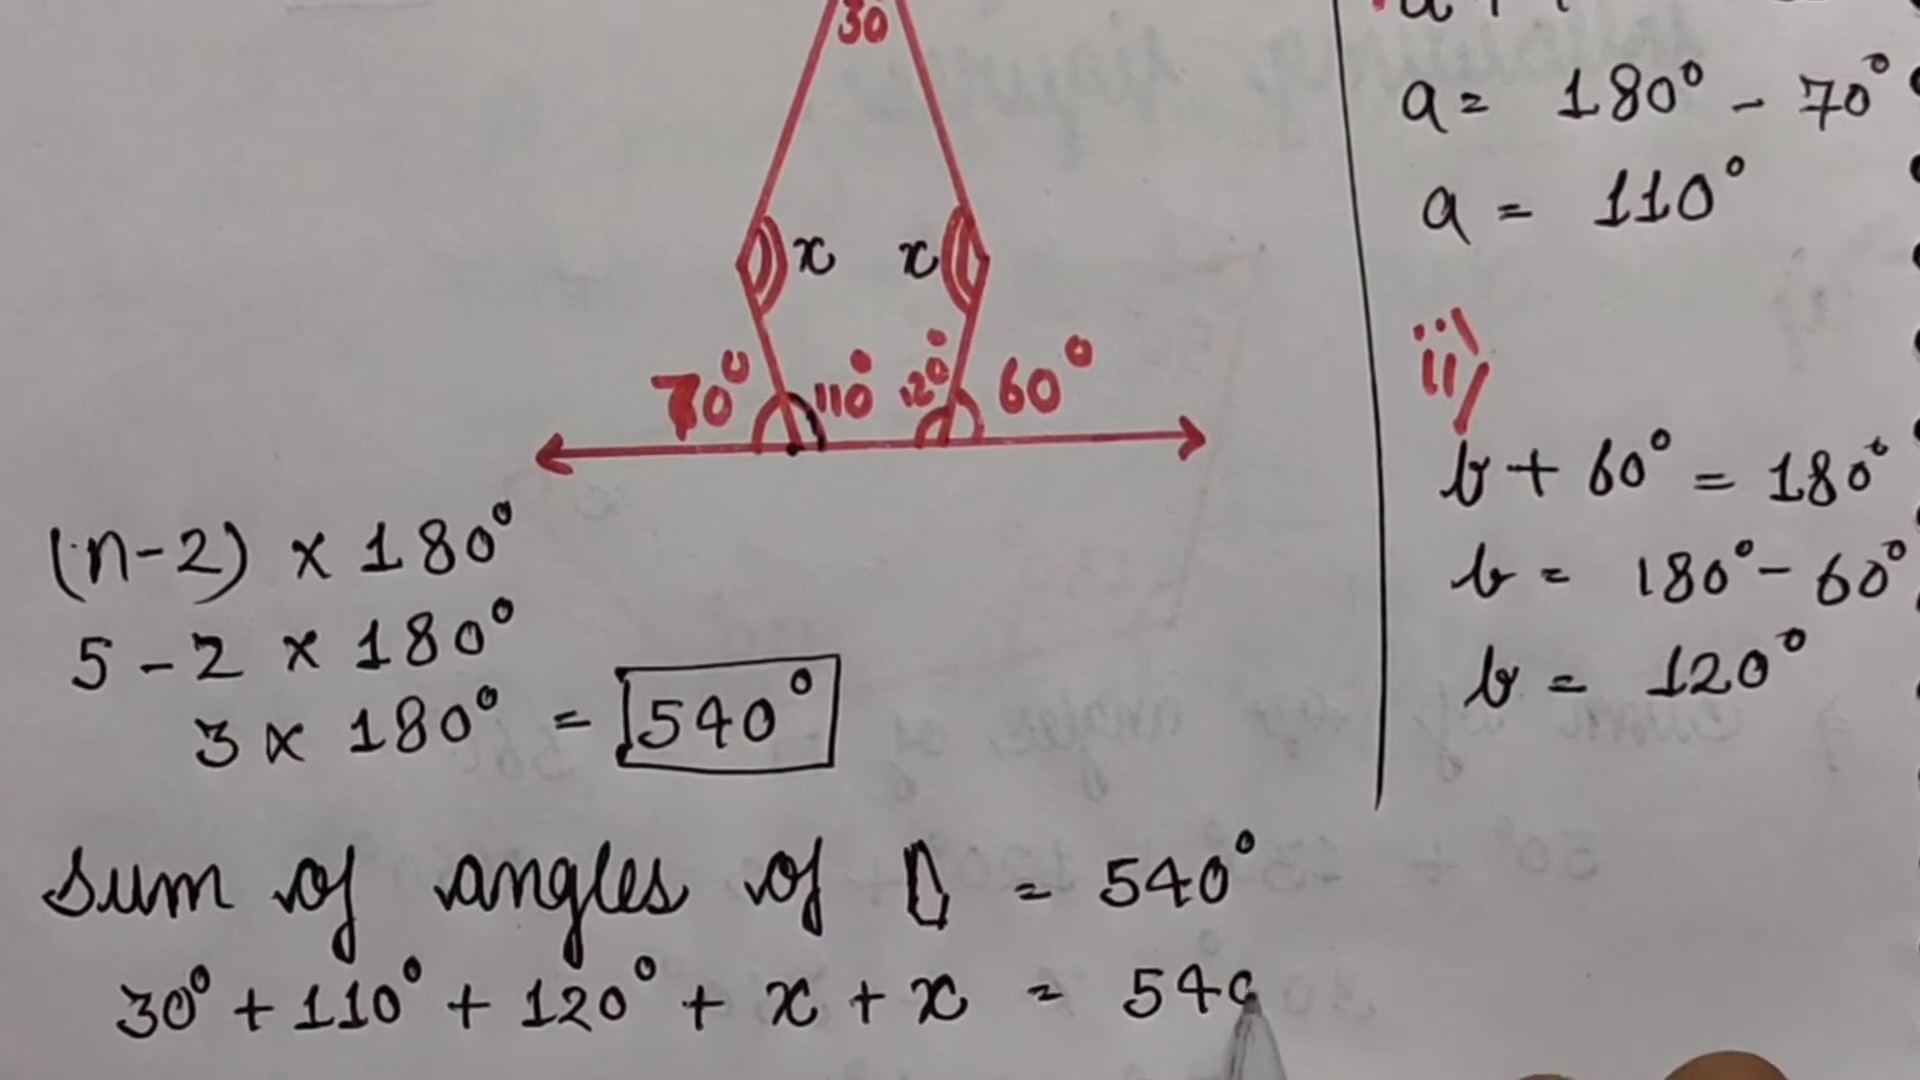 30
x x
70° 110° 120° 60°
(n-2) × 180°
5 - 2 × 180°
3 × 180° = 540°
Sum of angles of = 540°
30° + 110° + 120° + x + x = 540
a = 180° - 70°
a = 110°
ii)
b + 60° = 180°
b = 180° - 60°
b = 120°